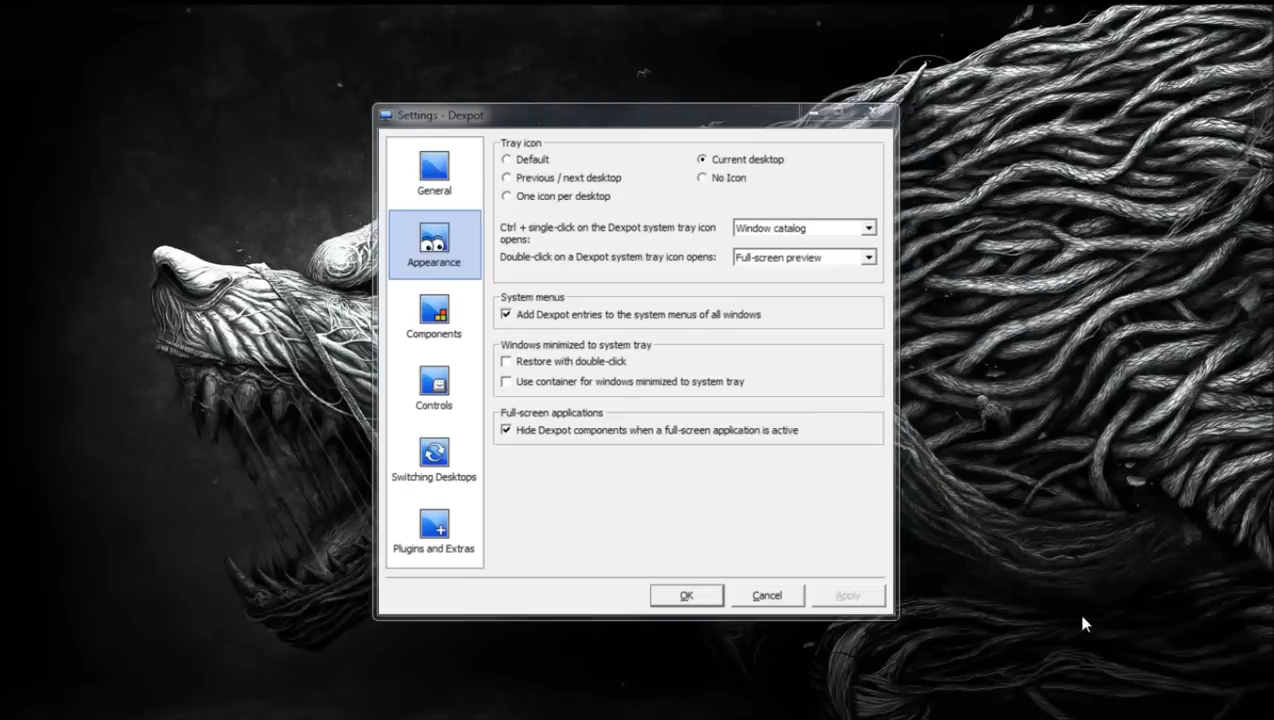 Settings - Dexpot
General
Appearance
Components
Controls
Switching Desktops
Plugins and Extras
Tray icon
Default
Current desktop
Previous / next desktop
No Icon
One icon per desktop
Ctrl + single-click on the Dexpot system tray icon
opens:
Window catalog
Double-click on a Dexpot system tray icon opens:
Full-screen preview
System menus
Add Dexpot entries to the system menus of all windows
Windows minimized to system tray
Restore with double-click
Use container for windows minimized to system tray
Full-screen applications
Hide Dexpot components when a full-screen application is active
OK
Cancel
Apply